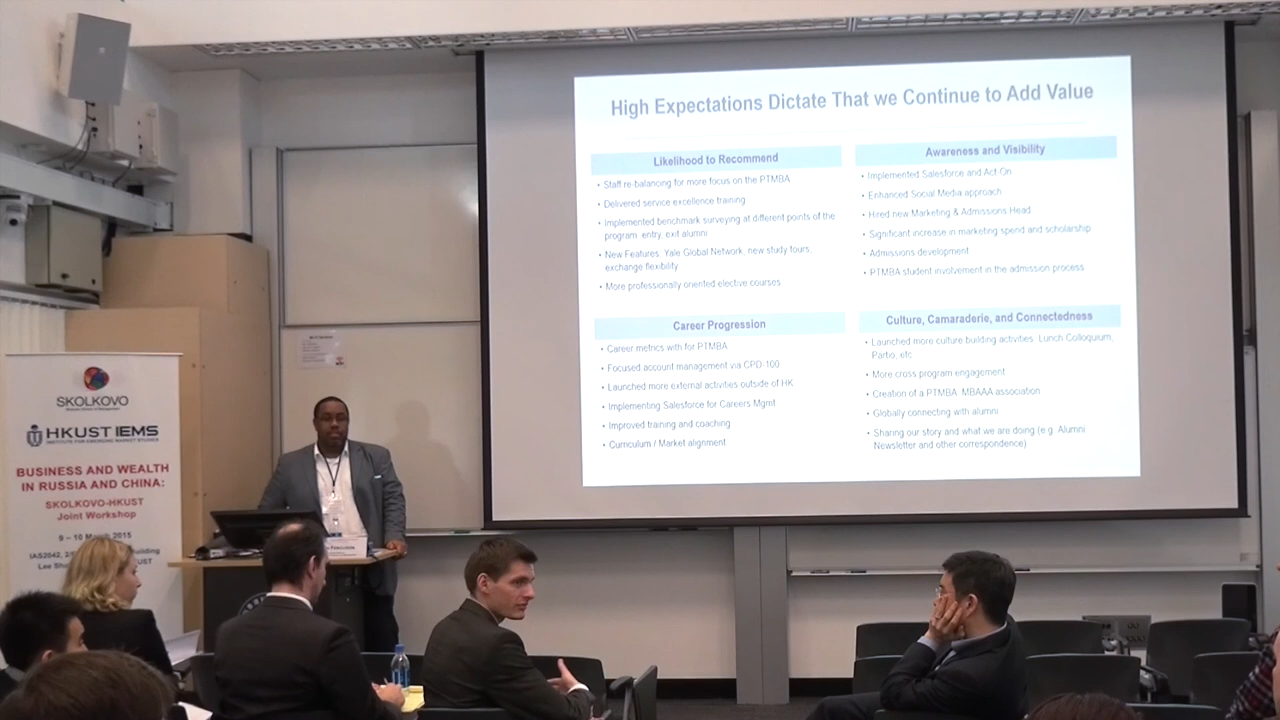 High Expectations Dictate That we Continue to Add Value
Likelihood to Recommend
• Staff re-balancing for more focus on the PTMBA
• Delivered service excellence training
• Implemented benchmark surveying at different points of the
program: entry, exit alumni
• New Features: Yale Global Network, new study tours,
exchange flexibility
• More professionally oriented elective courses
Awareness and Visibility
• Implemented Salesforce and Act-On
• Enhanced Social Media approach
• Hired new Marketing & Admissions Head
• Significant increase in marketing spend and scholarship
• Admissions development
• PTMBA student involvement in the admission process
Career Progression
• Career metrics with for PTMBA
• Focused account management via CPD-100
• Launched more external activities outside of HK
• Implementing Salesforce for Careers Mgmt
• Improved training and coaching
• Curriculum / Market alignment
Culture, Camaraderie, and Connectedness
• Launched more culture building activities: Lunch Colloquium,
Partio, etc
• More cross program engagement
• Creation of a PTMBA MBAAA association
• Globally connecting with alumni
• Sharing our story and what we are doing (e.g. Alumni
Newsletter and other correspondence)
SKOLKOVO
HKUST IEMS
INSTITUTE FOR EMERGING MARKET STUDIES
BUSINESS AND WEALTH
IN RUSSIA AND CHINA:
SKOLKOVO-HKUST
Joint Workshop
9 – 10 March 2015
IAS2042, 2/
Lee Sh